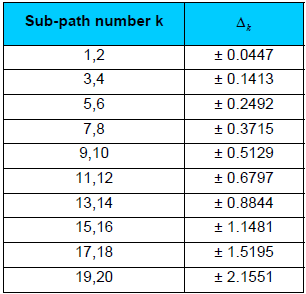 Sub-path number k Δk
1,2 ± 0.0447
3,4 ± 0.1413
5,6 ± 0.2492
7,8 ± 0.3715
9,10 ± 0.5129
11,12 ± 0.6797
13,14 ± 0.8844
15,16 ± 1.1481
17,18 ± 1.5195
19,20 ± 2.1551